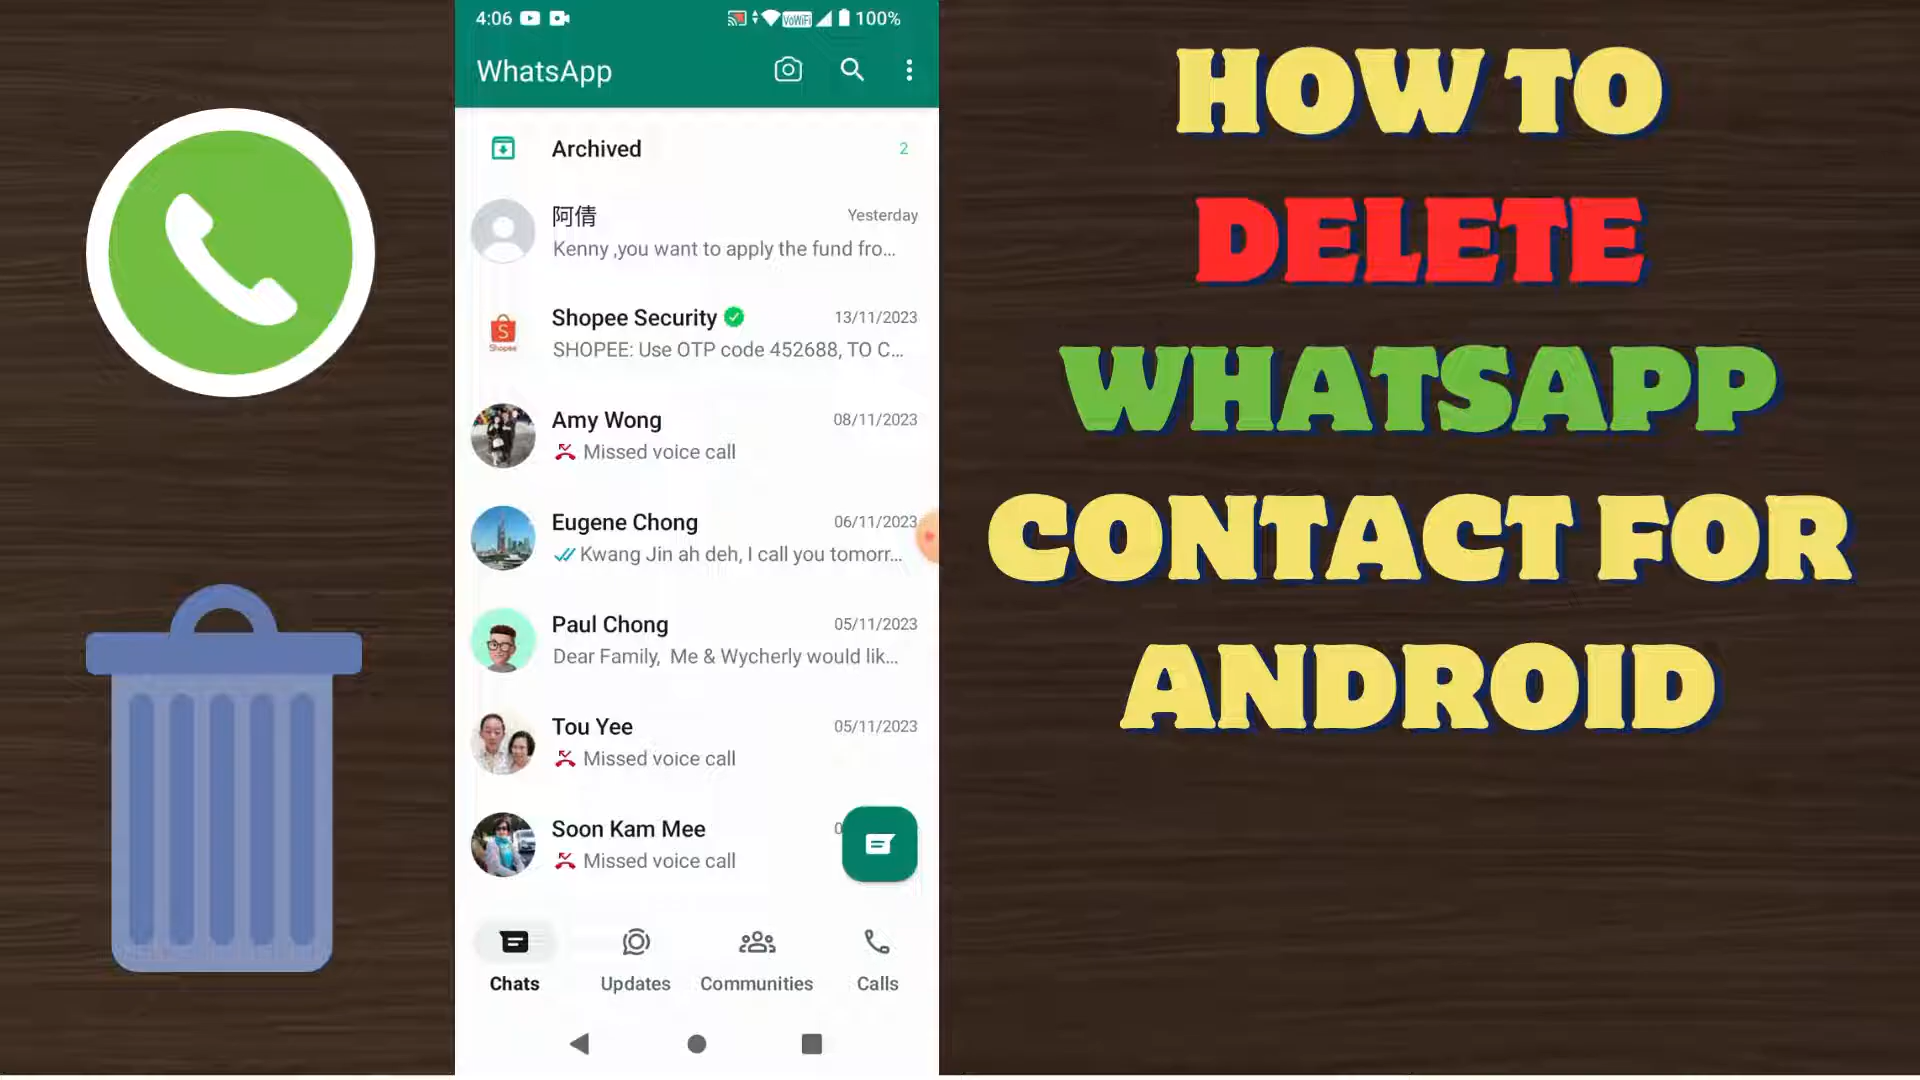 4:06
VoWiFi
100%
WhatsApp
Archived
2
阿倩
Yesterday
Kenny ,you want to apply the fund fro...
Shopee Security
13/11/2023
SHOPEE: Use OTP code 452688, TO C...
S
Shopee
Amy Wong
08/11/2023
Missed voice call
Eugene Chong
06/11/2023
Kwang Jin ah deh, I call you tomorr...
Paul Chong
05/11/2023
Dear Family, Me & Wycherly would lik...
Tou Yee
05/11/2023
Missed voice call
Soon Kam Mee
0
Missed voice call
Chats
Updates
Communities
Calls
HOW TO
DELETE
WHATSAPP
CONTACT FOR
ANDROID